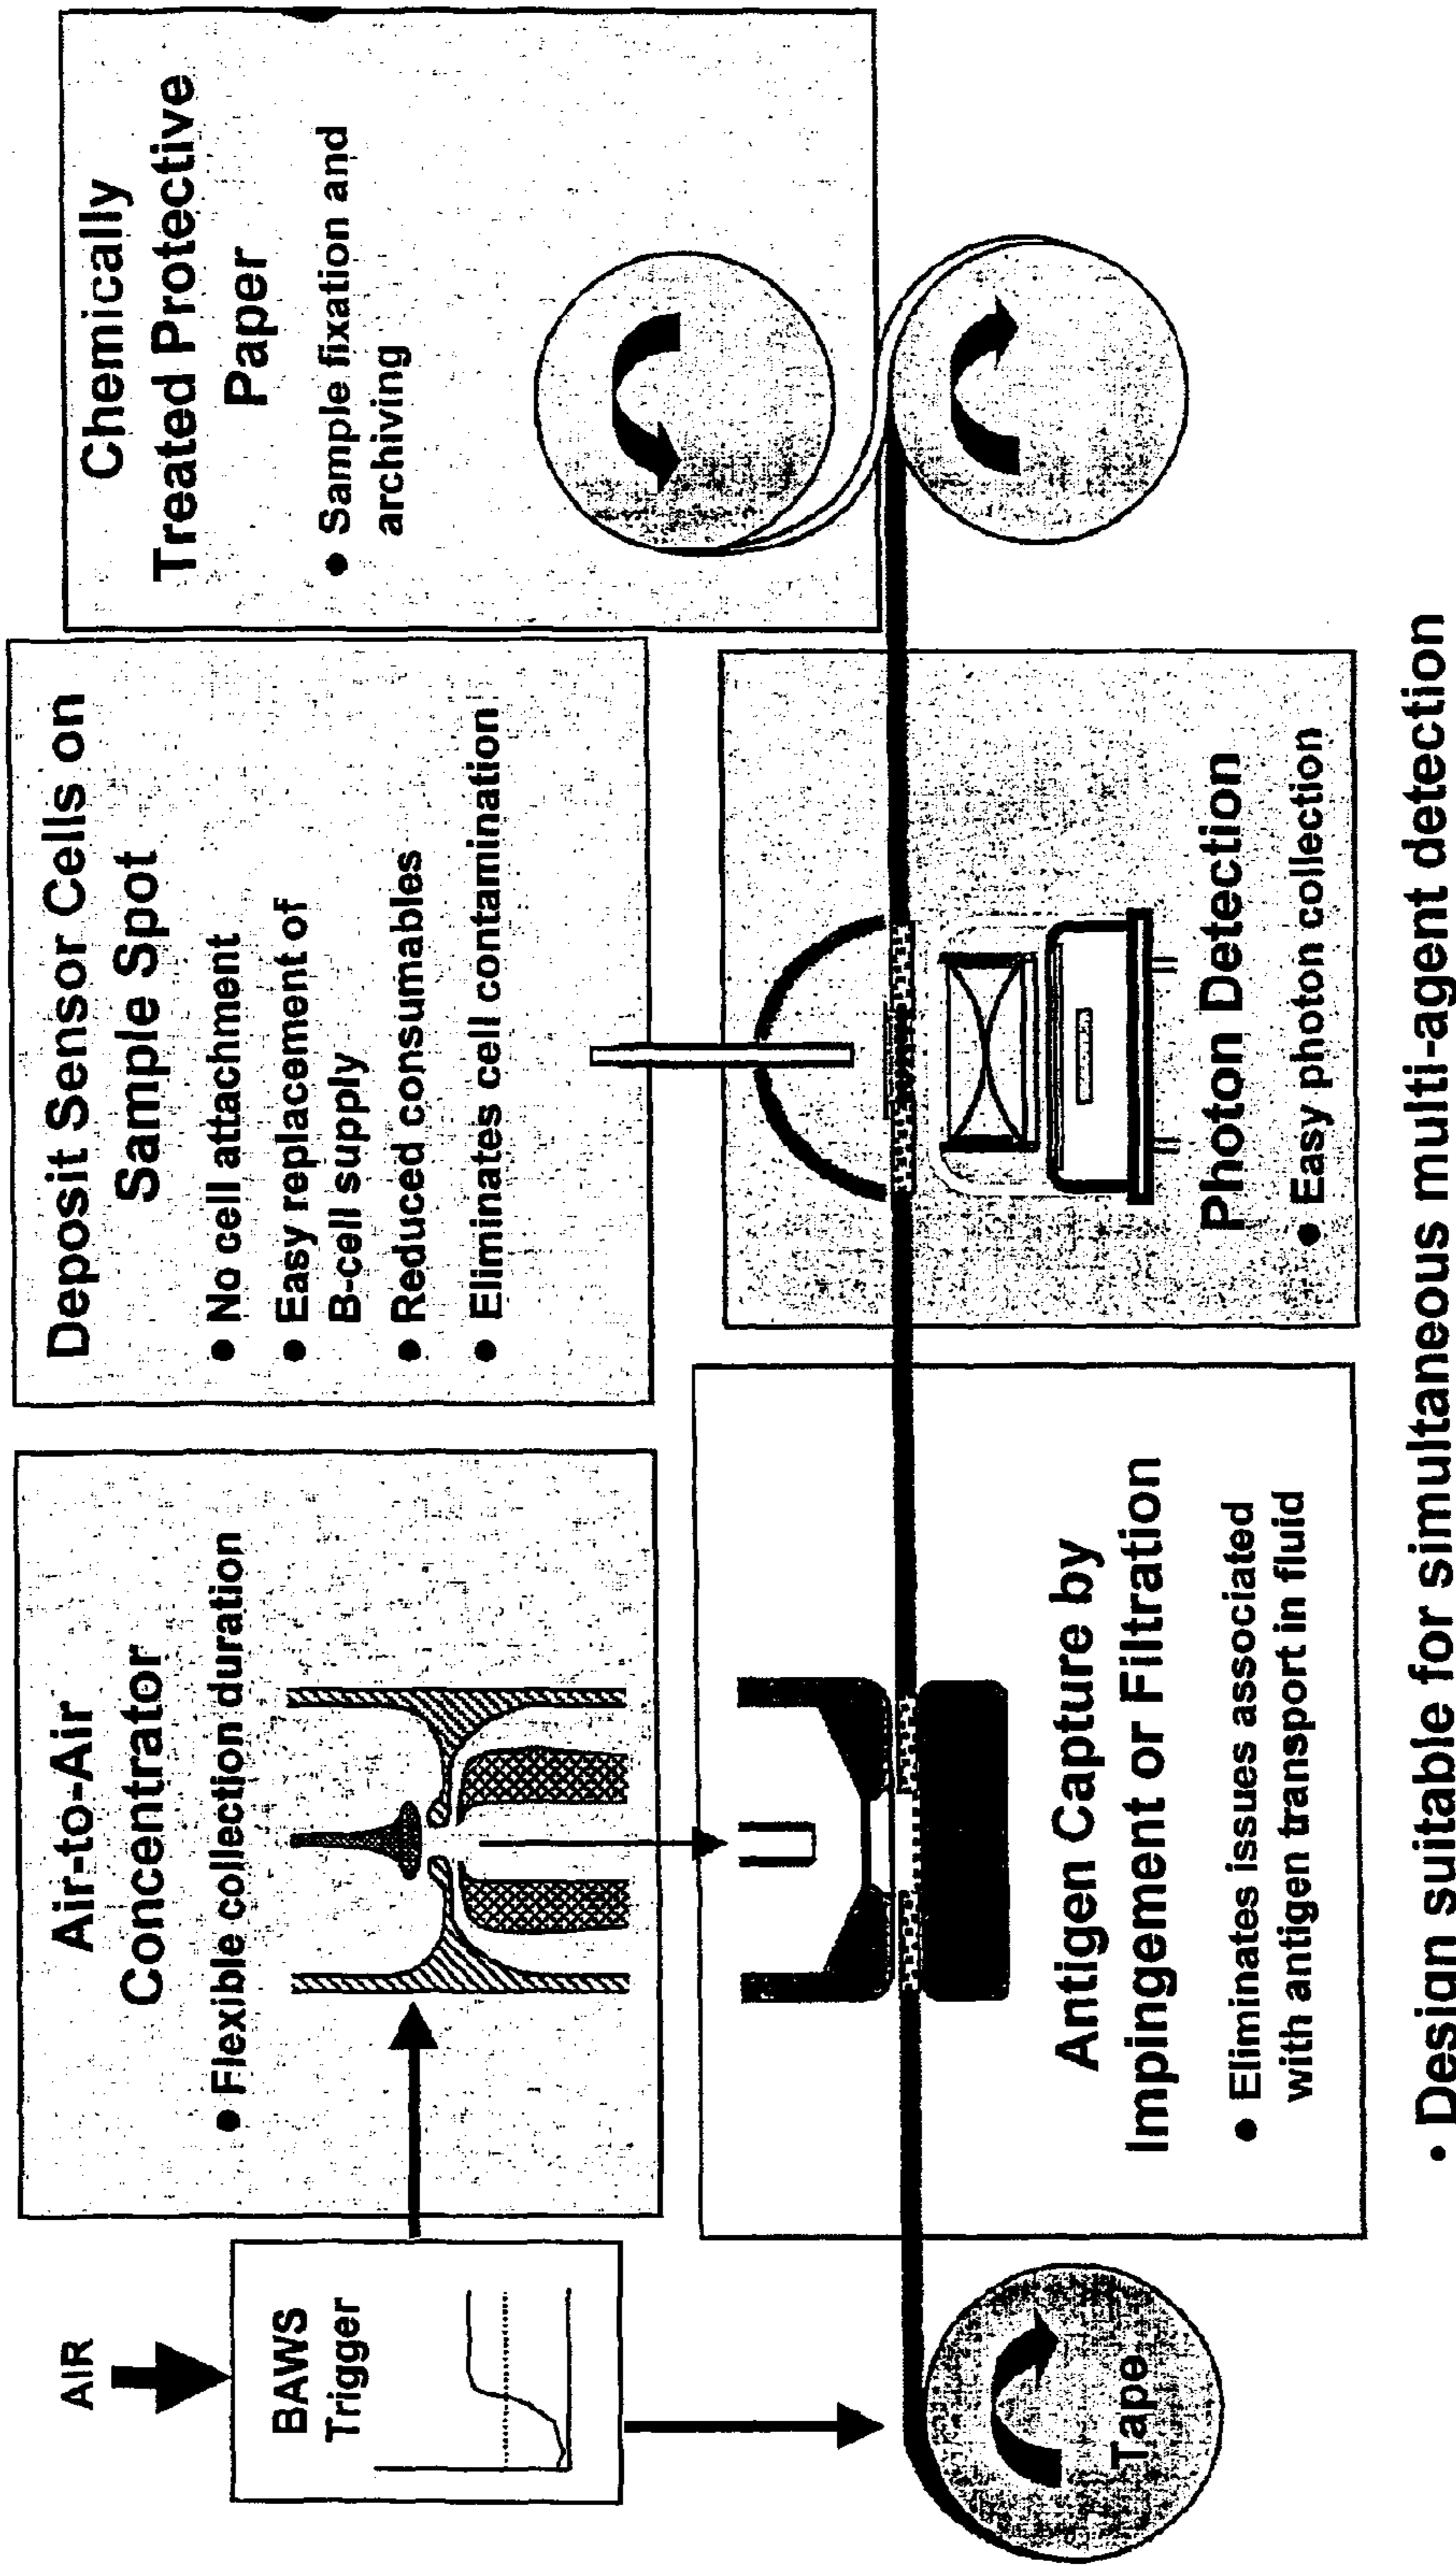 AIR
BAWS
Trigger
Air-to-Air
Concentrator
● Flexible collection duration
Deposit Sensor Cells on
Sample Spot
● No cell attachment
● Easy replacement of
B-cell supply
● Reduced consumables
● Eliminates cell contamination
Chemically
Treated Protective
Paper
● Sample fixation and
archiving
Tape
Antigen Capture by
Impingement or Filtration
● Eliminates issues associated
with antigen transport in fluid
Photon Detection
● Easy photon collection
• Design suitable for simultaneous multi-agent detection